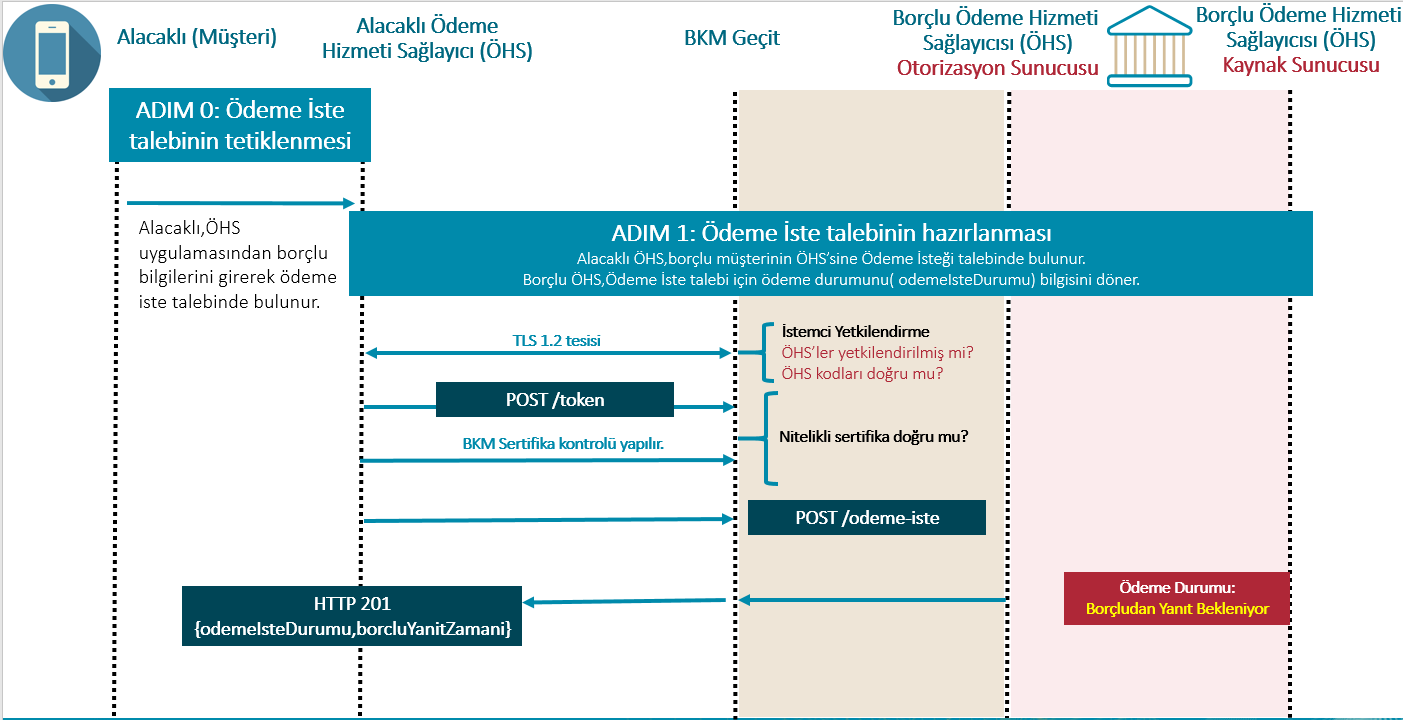 Alacaklı (Müşteri)
Alacaklı Ödeme
Hizmeti Sağlayıcı (ÖHS)
BKM Geçit
Borçlu Ödeme Hizmeti
Sağlayıcısı (ÖHS)
Otorizasyon Sunucusu
Borçlu Ödeme Hizmeti
Sağlayıcısı (ÖHS)
Kaynak Sunucusu
ADIM 0: Ödeme İste
talebinin tetiklenmesi
Alacaklı,ÖHS
uygulamasından borçlu
bilgilerini girerek ödeme
iste talebinde bulunur.
ADIM 1: Ödeme İste talebinin hazırlanması
Alacaklı ÖHS,borçlu müşterinin ÖHS'sine Ödeme İsteği talebinde bulunur.
Borçlu ÖHS,Ödeme İste talebi için ödeme durumunu( odemeIsteDurumu) bilgisini döner.
TLS 1.2 tesisi
İstemci Yetkilendirme
ÖHS'ler yetkilendirilmiş mi?
ÖHS kodları doğru mu?
POST /token
BKM Sertifika kontrolü yapılır.
Nitelikli sertifika doğru mu?
POST /odeme-iste
Ödeme Durumu:
Borçludan Yanıt Bekleniyor
HTTP 201
{odemeIsteDurumu,borcluYanitZamani}